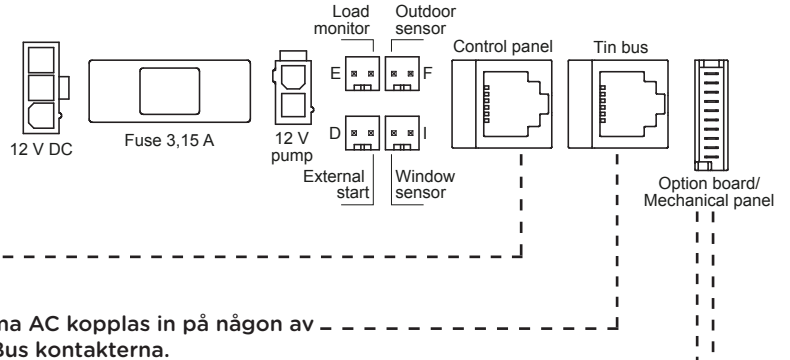 Load
monitor
Outdoor
sensor
Control panel
Tin bus
E
F
12 V DC
Fuse 3,15 A
12 V
pump
D
I
External
start
Window
sensor
Option board/
Mechanical panel
AC kopplas in på någon av
Bus kontakterna.